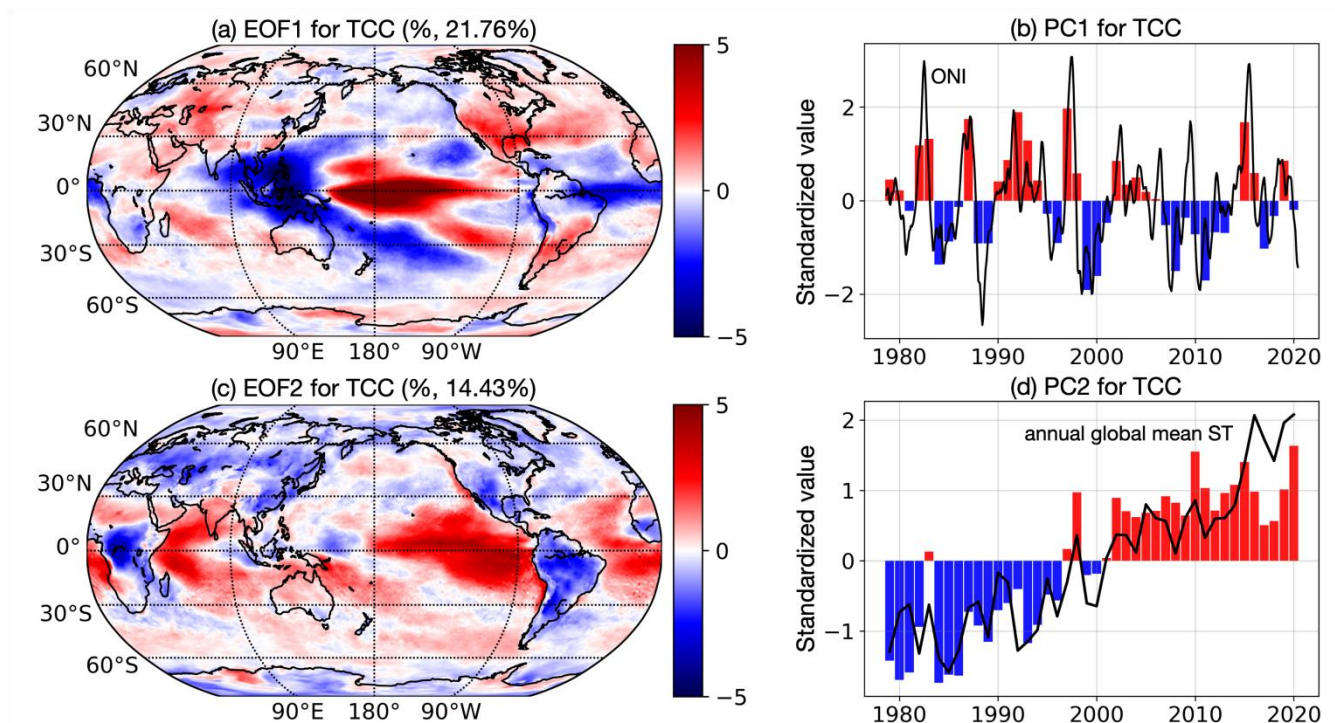 (a) EOF1 for TCC (%, 21.76%)
60°N
30°N
0°
30°S
60°S
90°E 180° 90°W
5
0
−5
(b) PC1 for TCC
ONI
Standardized value
2
0
−2
1980 1990 2000 2010 2020
(c) EOF2 for TCC (%, 14.43%)
60°N
30°N
0°
30°S
60°S
90°E 180° 90°W
5
0
−5
(d) PC2 for TCC
annual global mean ST
Standardized value
2
1
0
−1
1980 1990 2000 2010 2020